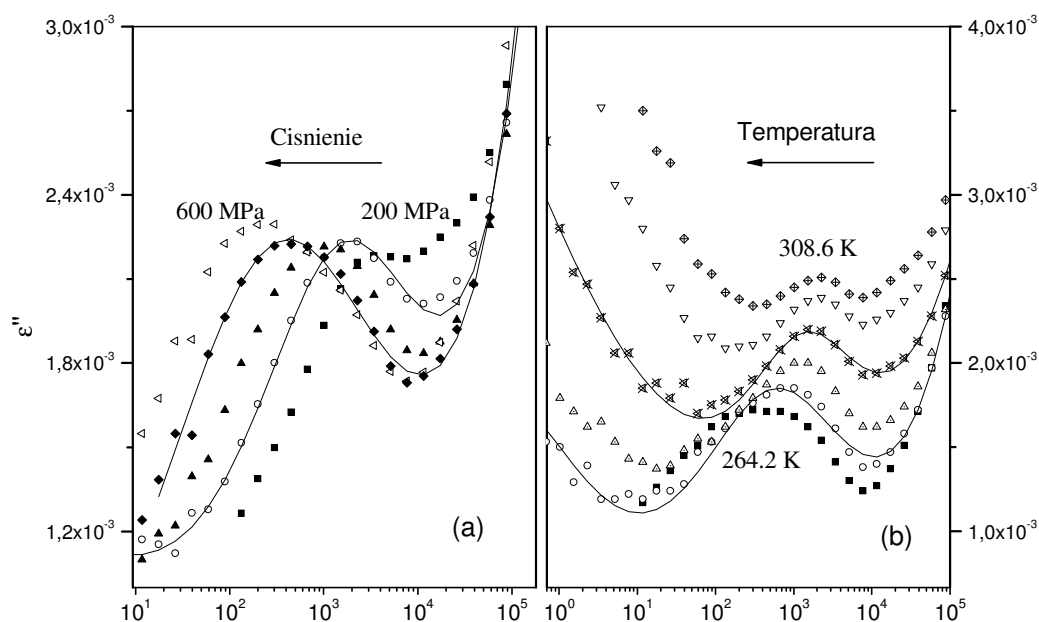 3,0x10⁻³
2,4x10⁻³
1,8x10⁻³
1,2x10⁻³
ε''
Cisnienie
600 MPa
200 MPa
(a)
10¹ 10² 10³ 10⁴ 10⁵
4,0x10⁻³
3,0x10⁻³
2,0x10⁻³
1,0x10⁻³
Temperatura
308.6 K
264.2 K
(b)
10⁰ 10¹ 10² 10³ 10⁴ 10⁵